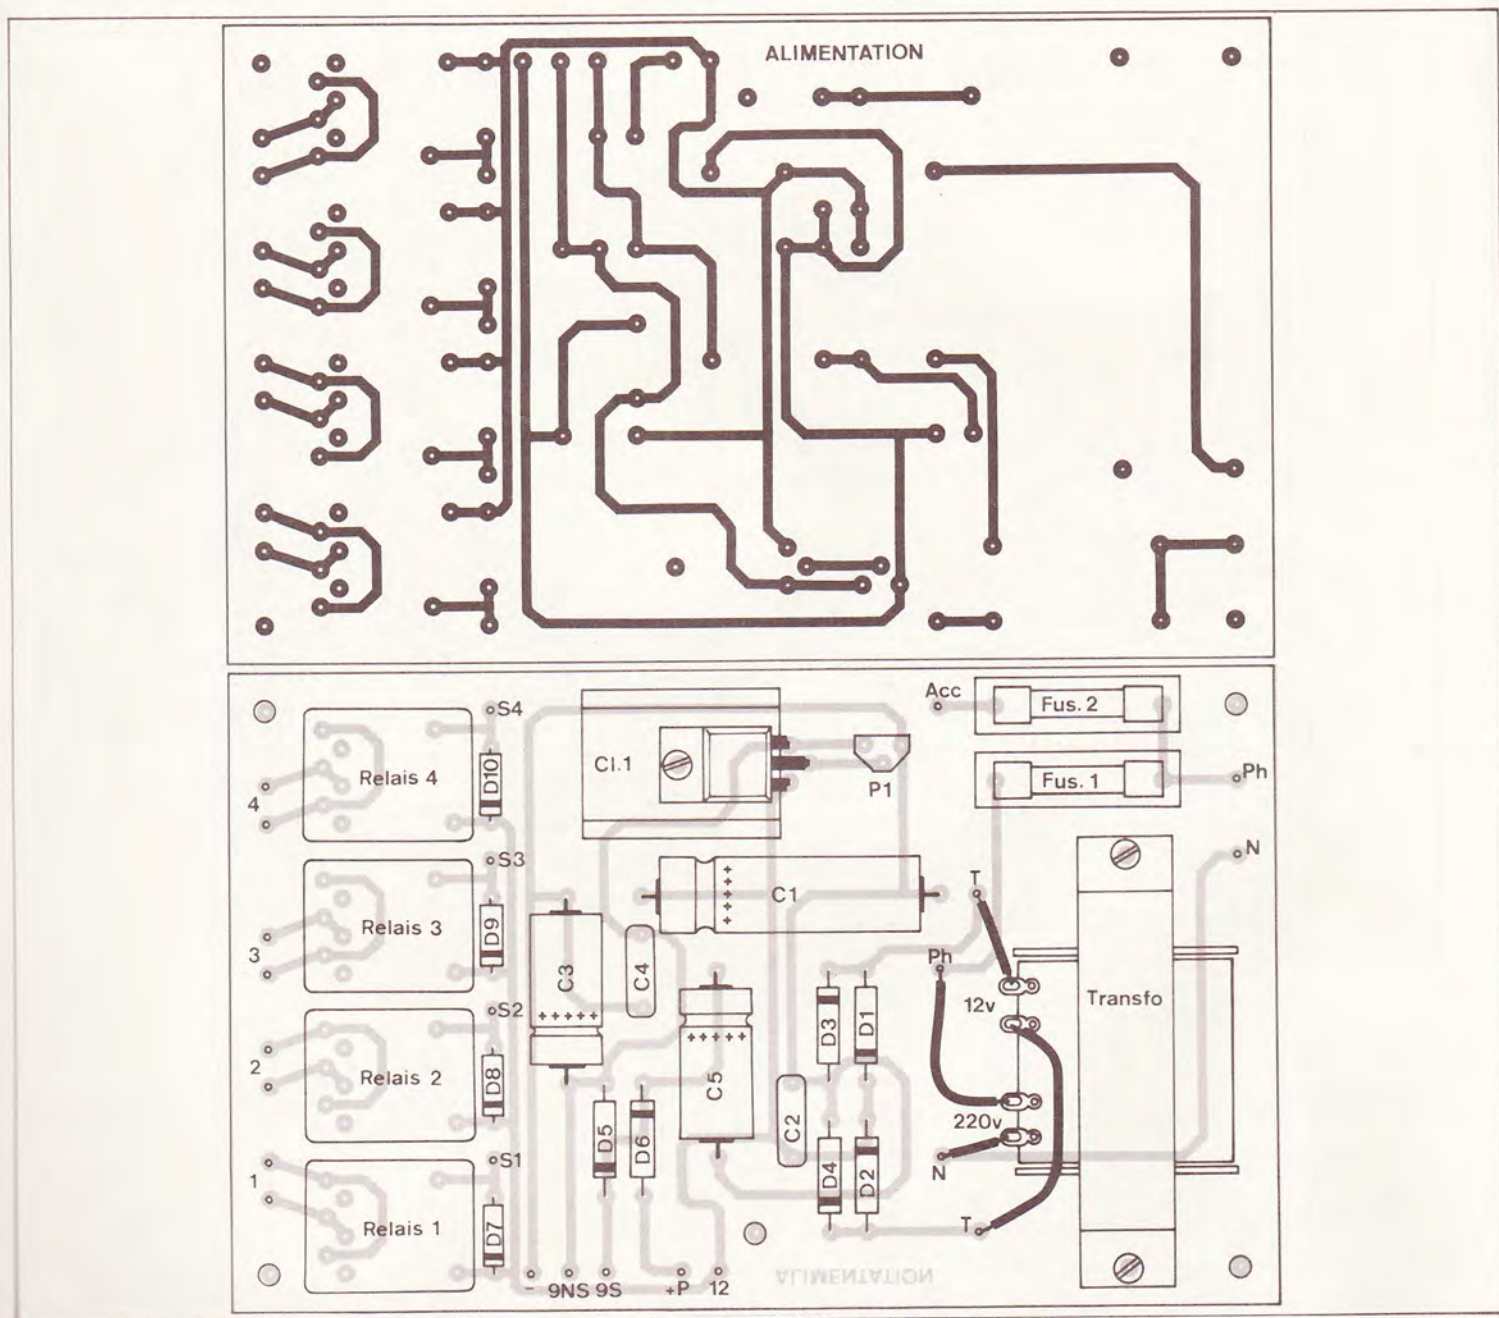 ALIMENTATION
S4
Acc
Fus. 2
D10
Relais 4
CI.1
P1
Fus. 1
Ph
4
N
S3
+ + + + +
C1
T
Relais 3
D9
3
C3
C4
+ + + + +
Ph
12v
Transfo
S2
+ + + + +
D3
D1
2
Relais 2
D8
C5
C2
220v
D5
D6
D4
D2
N
S1
1
Relais 1
D7
T
-
9NS
9S
+P
12
ALIMENTATION